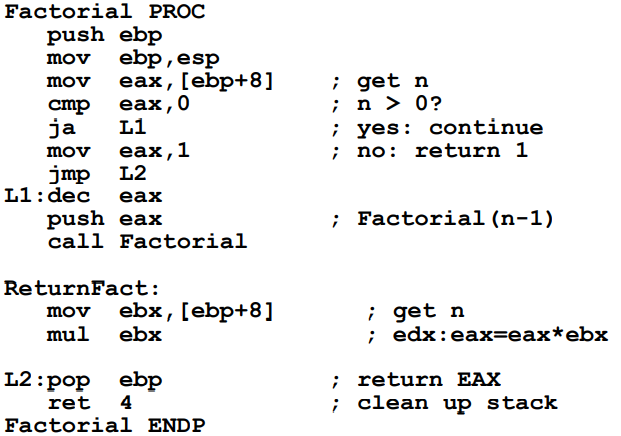 Factorial PROC
push ebp
mov ebp,esp
mov eax,[ebp+8] ; get n
cmp eax,0 ; n > 0?
ja L1 ; yes: continue
mov eax,1 ; no: return 1
jmp L2
L1:dec eax
push eax ; Factorial(n-1)
call Factorial
ReturnFact:
mov ebx,[ebp+8] ; get n
mul ebx ; edx:eax=eax*ebx
L2:pop ebp ; return EAX
ret 4 ; clean up stack
Factorial ENDP